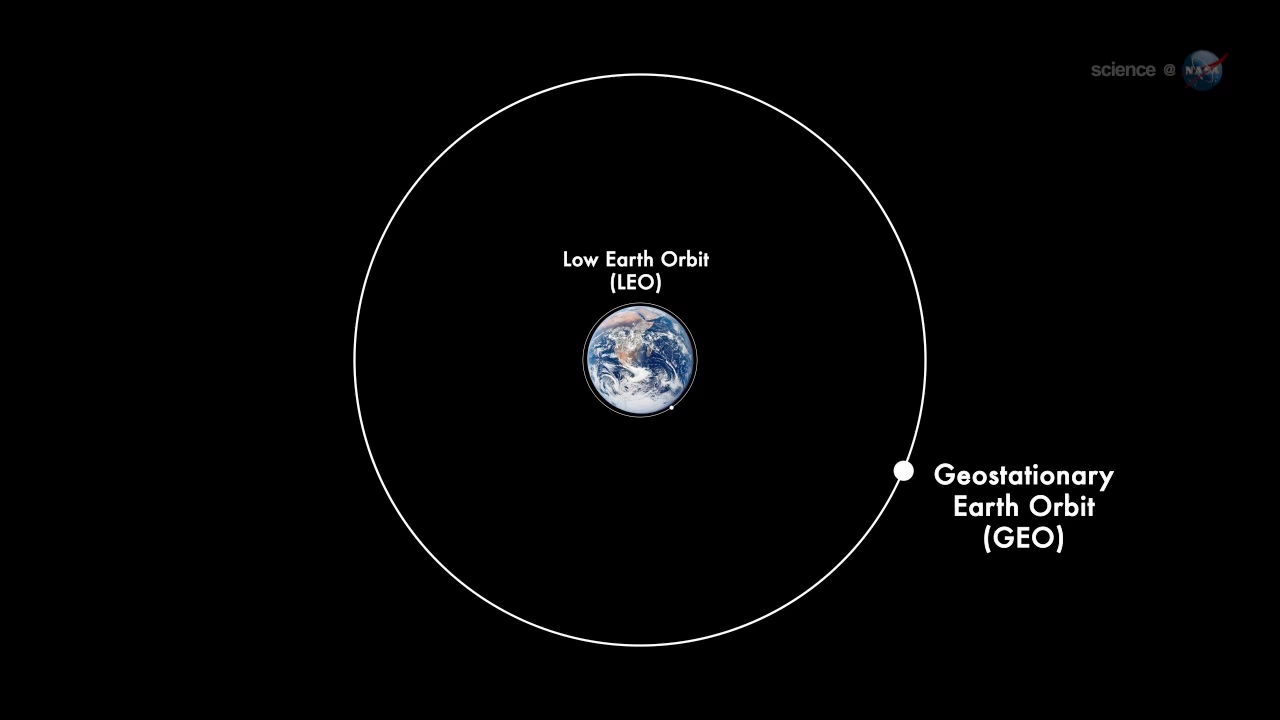 science @ NASA
Low Earth Orbit
(LEO)
Geostationary
Earth Orbit
(GEO)